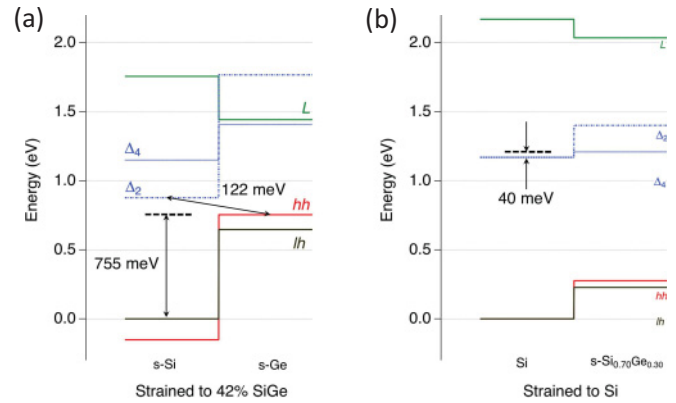 (a)
2.0
1.5
1.0
0.5
0.0
Energy (eV)
L
Δ4
Δ2
122 meV
hh
lh
755 meV
s-Si
s-Ge
Strained to 42% SiGe
(b)
2.0
1.5
1.0
0.5
0.0
Energy (eV)
L
Δ2
Δ4
40 meV
hh
lh
Si
s-Si0.70Ge0.30
Strained to Si